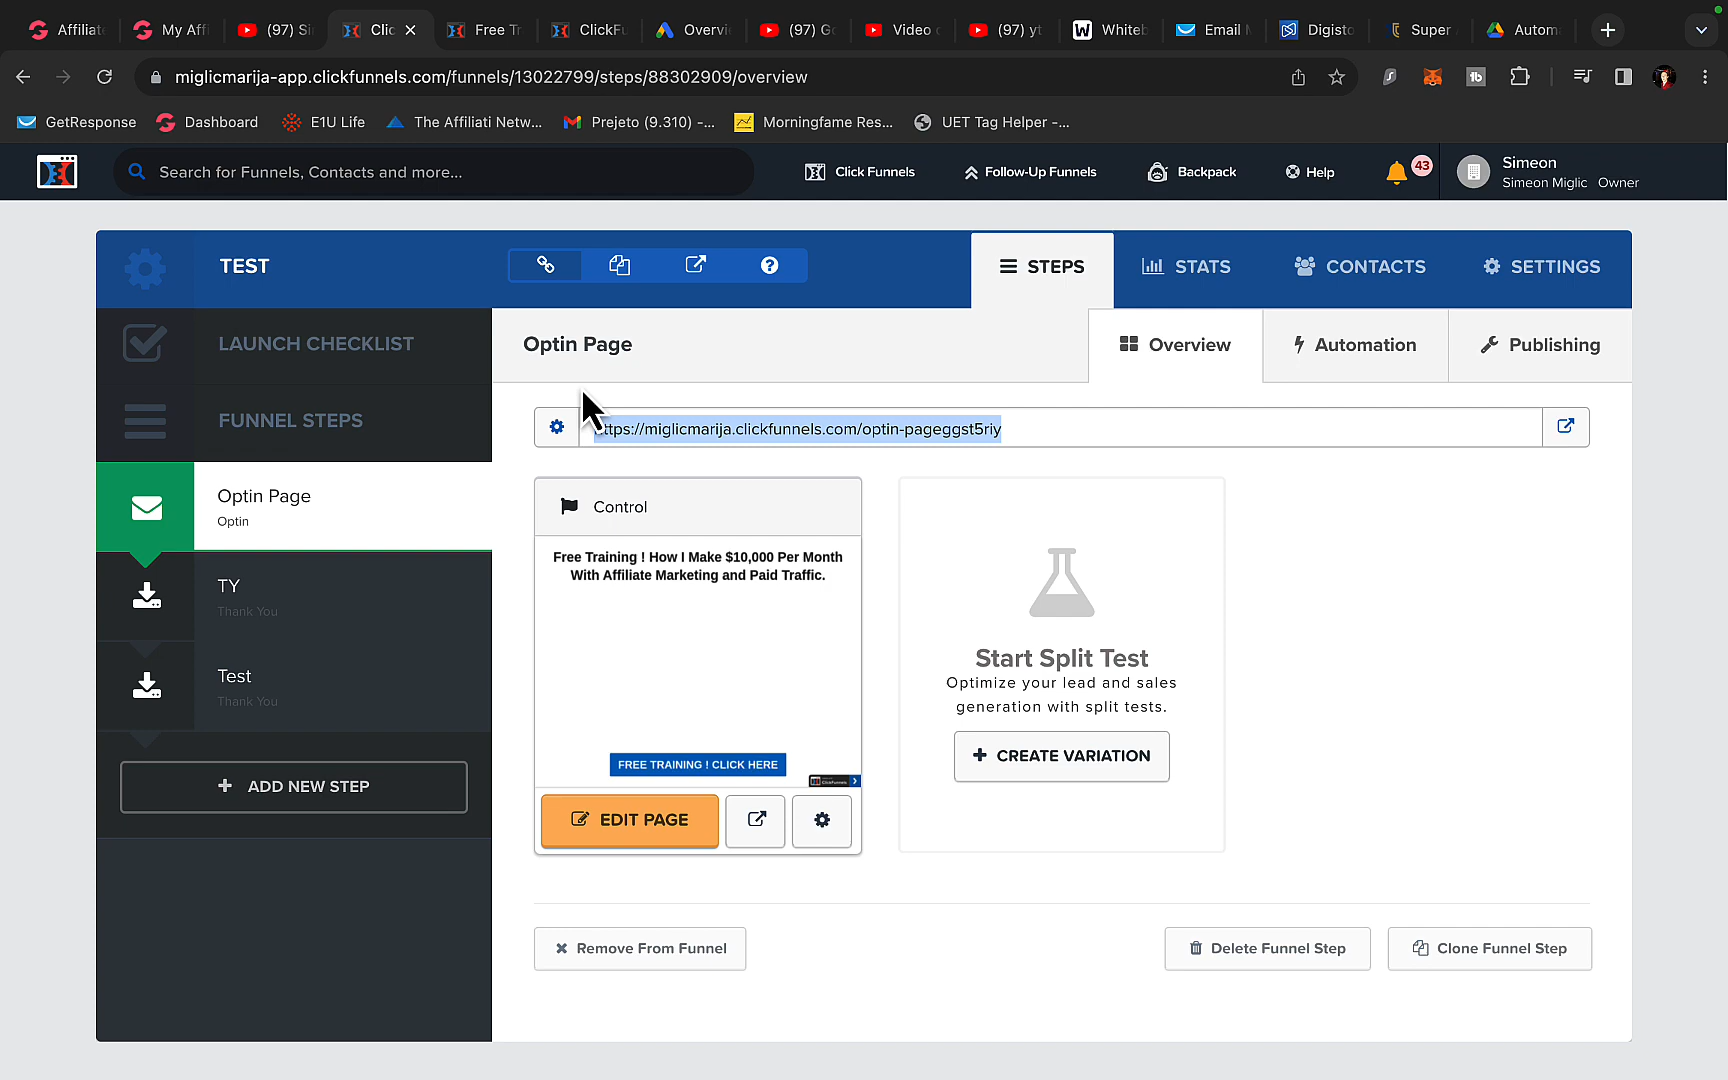 Affiliate
My Affi
(97) Si
Clic
Free Tr
ClickFu
Overvi
(97) Go
Video
(97) yt
Whiteb
Email
Digisto
Super
Autom
miglicmarija-app.clickfunnels.com/funnels/13022799/steps/88302909/overview
GetResponse
Dashboard
E1U Life
The Affiliati Netw...
Prejeto (9.310) -...
Morningfame Res...
UET Tag Helper -...
Search for Funnels, Contacts and more...
Click Funnels
Follow-Up Funnels
Backpack
Help
43
Simeon
Simeon Miglic Owner
TEST
STEPS
STATS
CONTACTS
SETTINGS
LAUNCH CHECKLIST
FUNNEL STEPS
Optin Page
Optin
TY
Thank You
Test
Thank You
+ ADD NEW STEP
Optin Page
Overview
Automation
Publishing
https://miglicmarija.clickfunnels.com/optin-pageggst5riy
Control
Free Training ! How I Make $10,000 Per Month
With Affiliate Marketing and Paid Traffic.
FREE TRAINING ! CLICK HERE
ClickFunnels
EDIT PAGE
Start Split Test
Optimize your lead and sales
generation with split tests.
+ CREATE VARIATION
Remove From Funnel
Delete Funnel Step
Clone Funnel Step